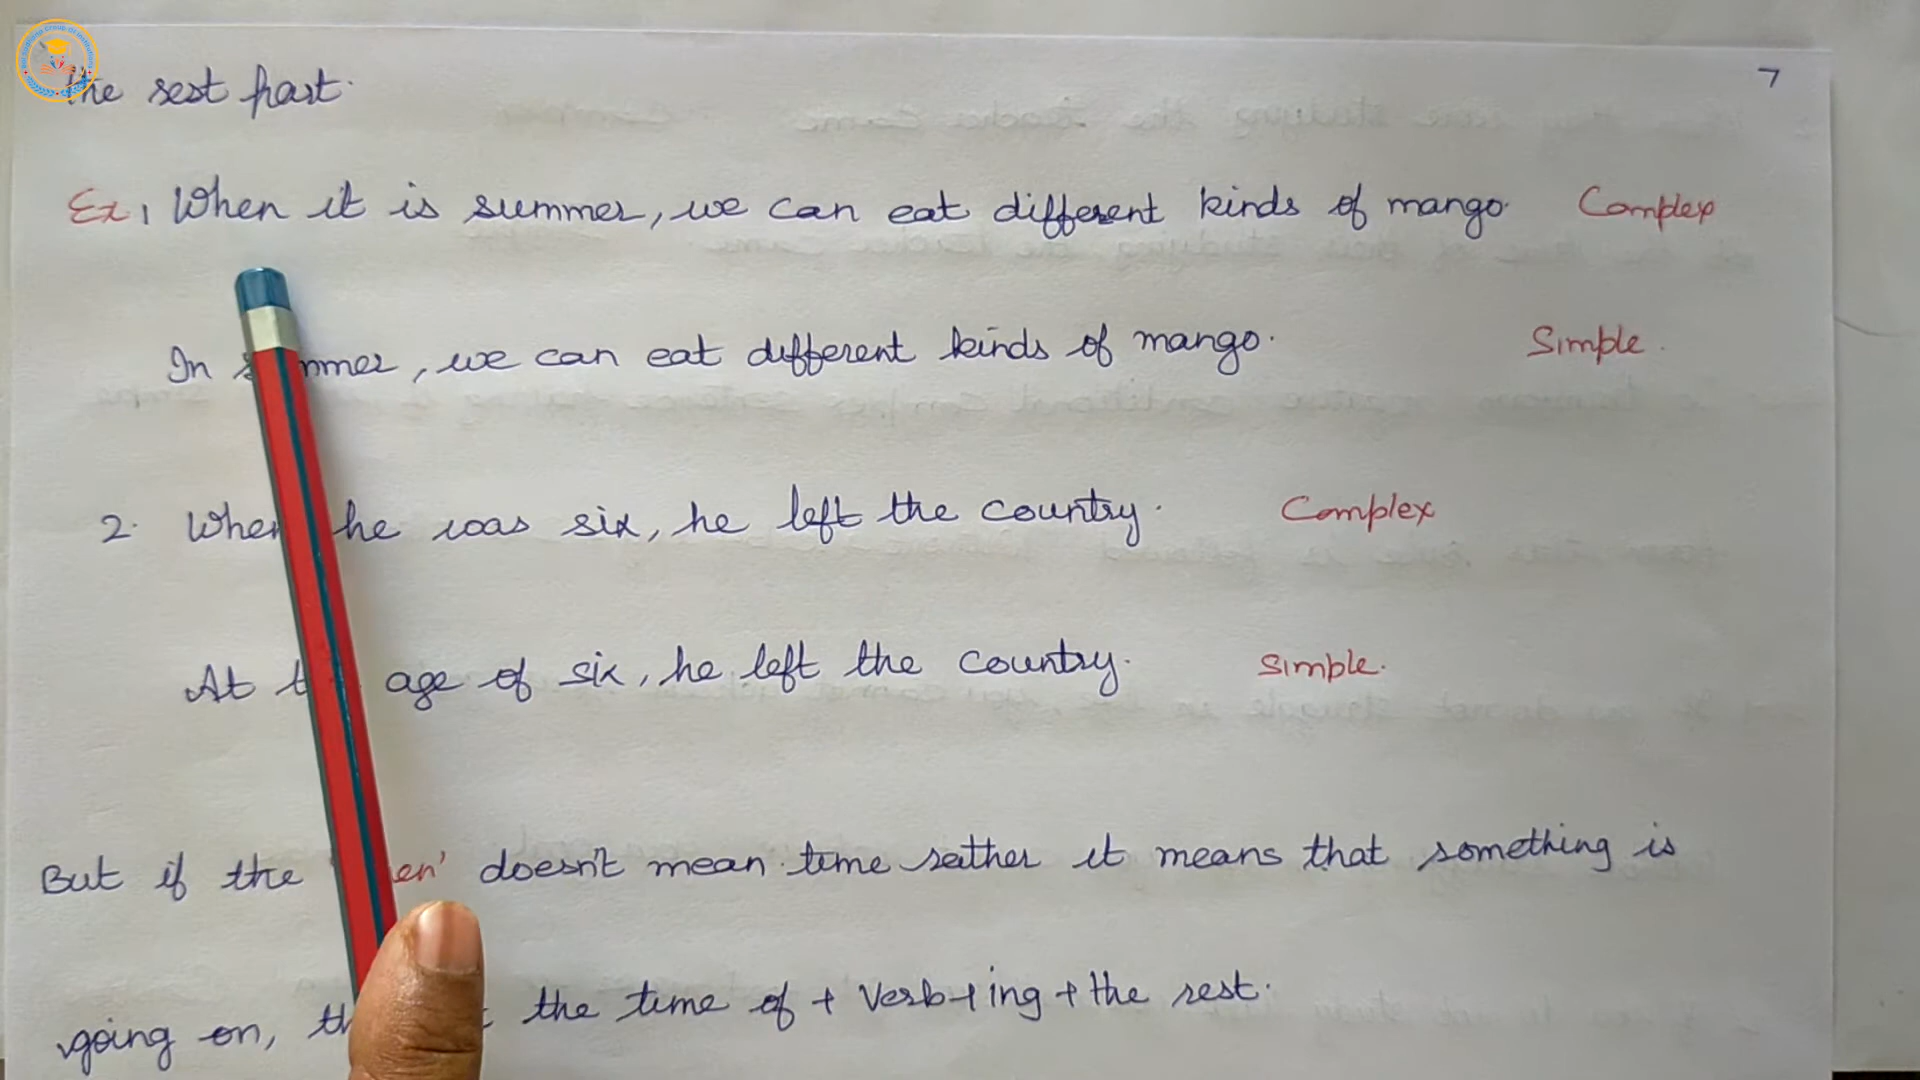 the rest part.
7
Ex, When it is summer, we can eat different kinds of mango. Complex
In summer, we can eat different kinds of mango. Simple.
2. When he was six, he left the country. Complex
At the age of six, he left the country. Simple.
But if the 'when' doesn't mean time rather it means that something is
going on, the time of + Verb + ing + the rest.